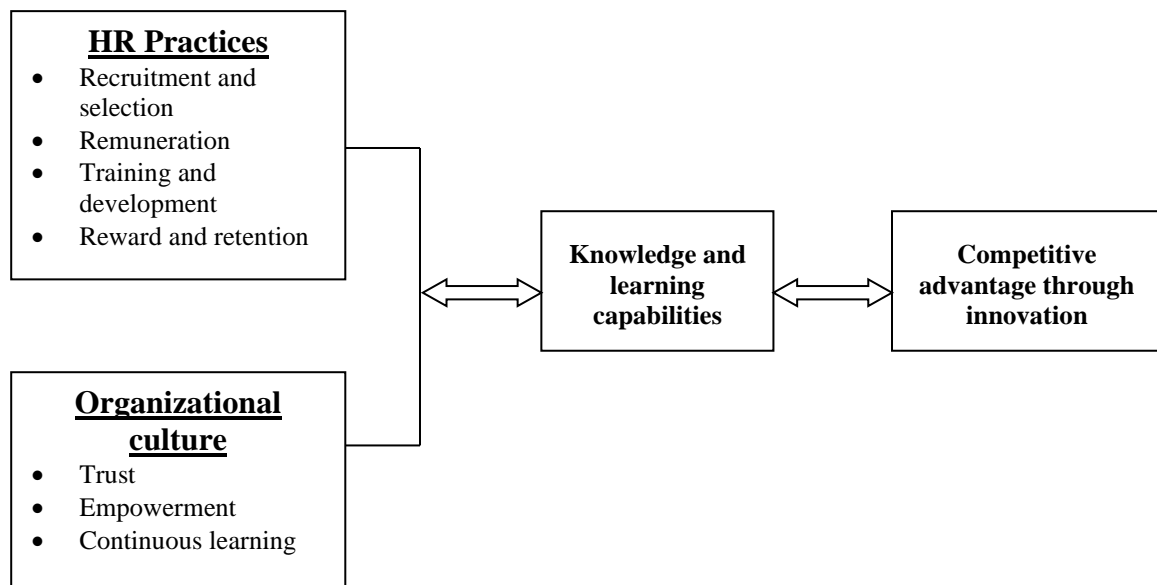 HR Practices
• Recruitment and
selection
• Remuneration
• Training and
development
• Reward and retention
Knowledge and
learning
capabilities
Competitive
advantage through
innovation
Organizational
culture
• Trust
• Empowerment
• Continuous learning